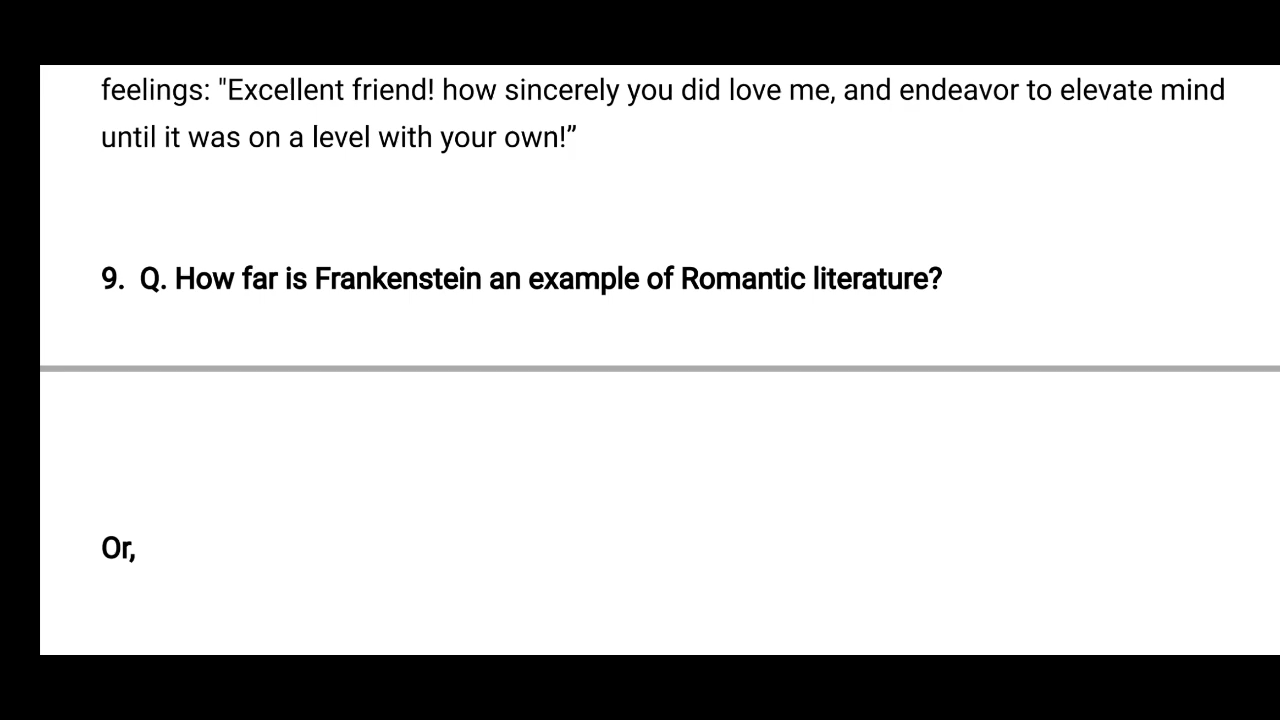 feelings: "Excellent friend! how sincerely you did love me, and endeavor to elevate mind
until it was on a level with your own!”
9. Q. How far is Frankenstein an example of Romantic literature?
Or,